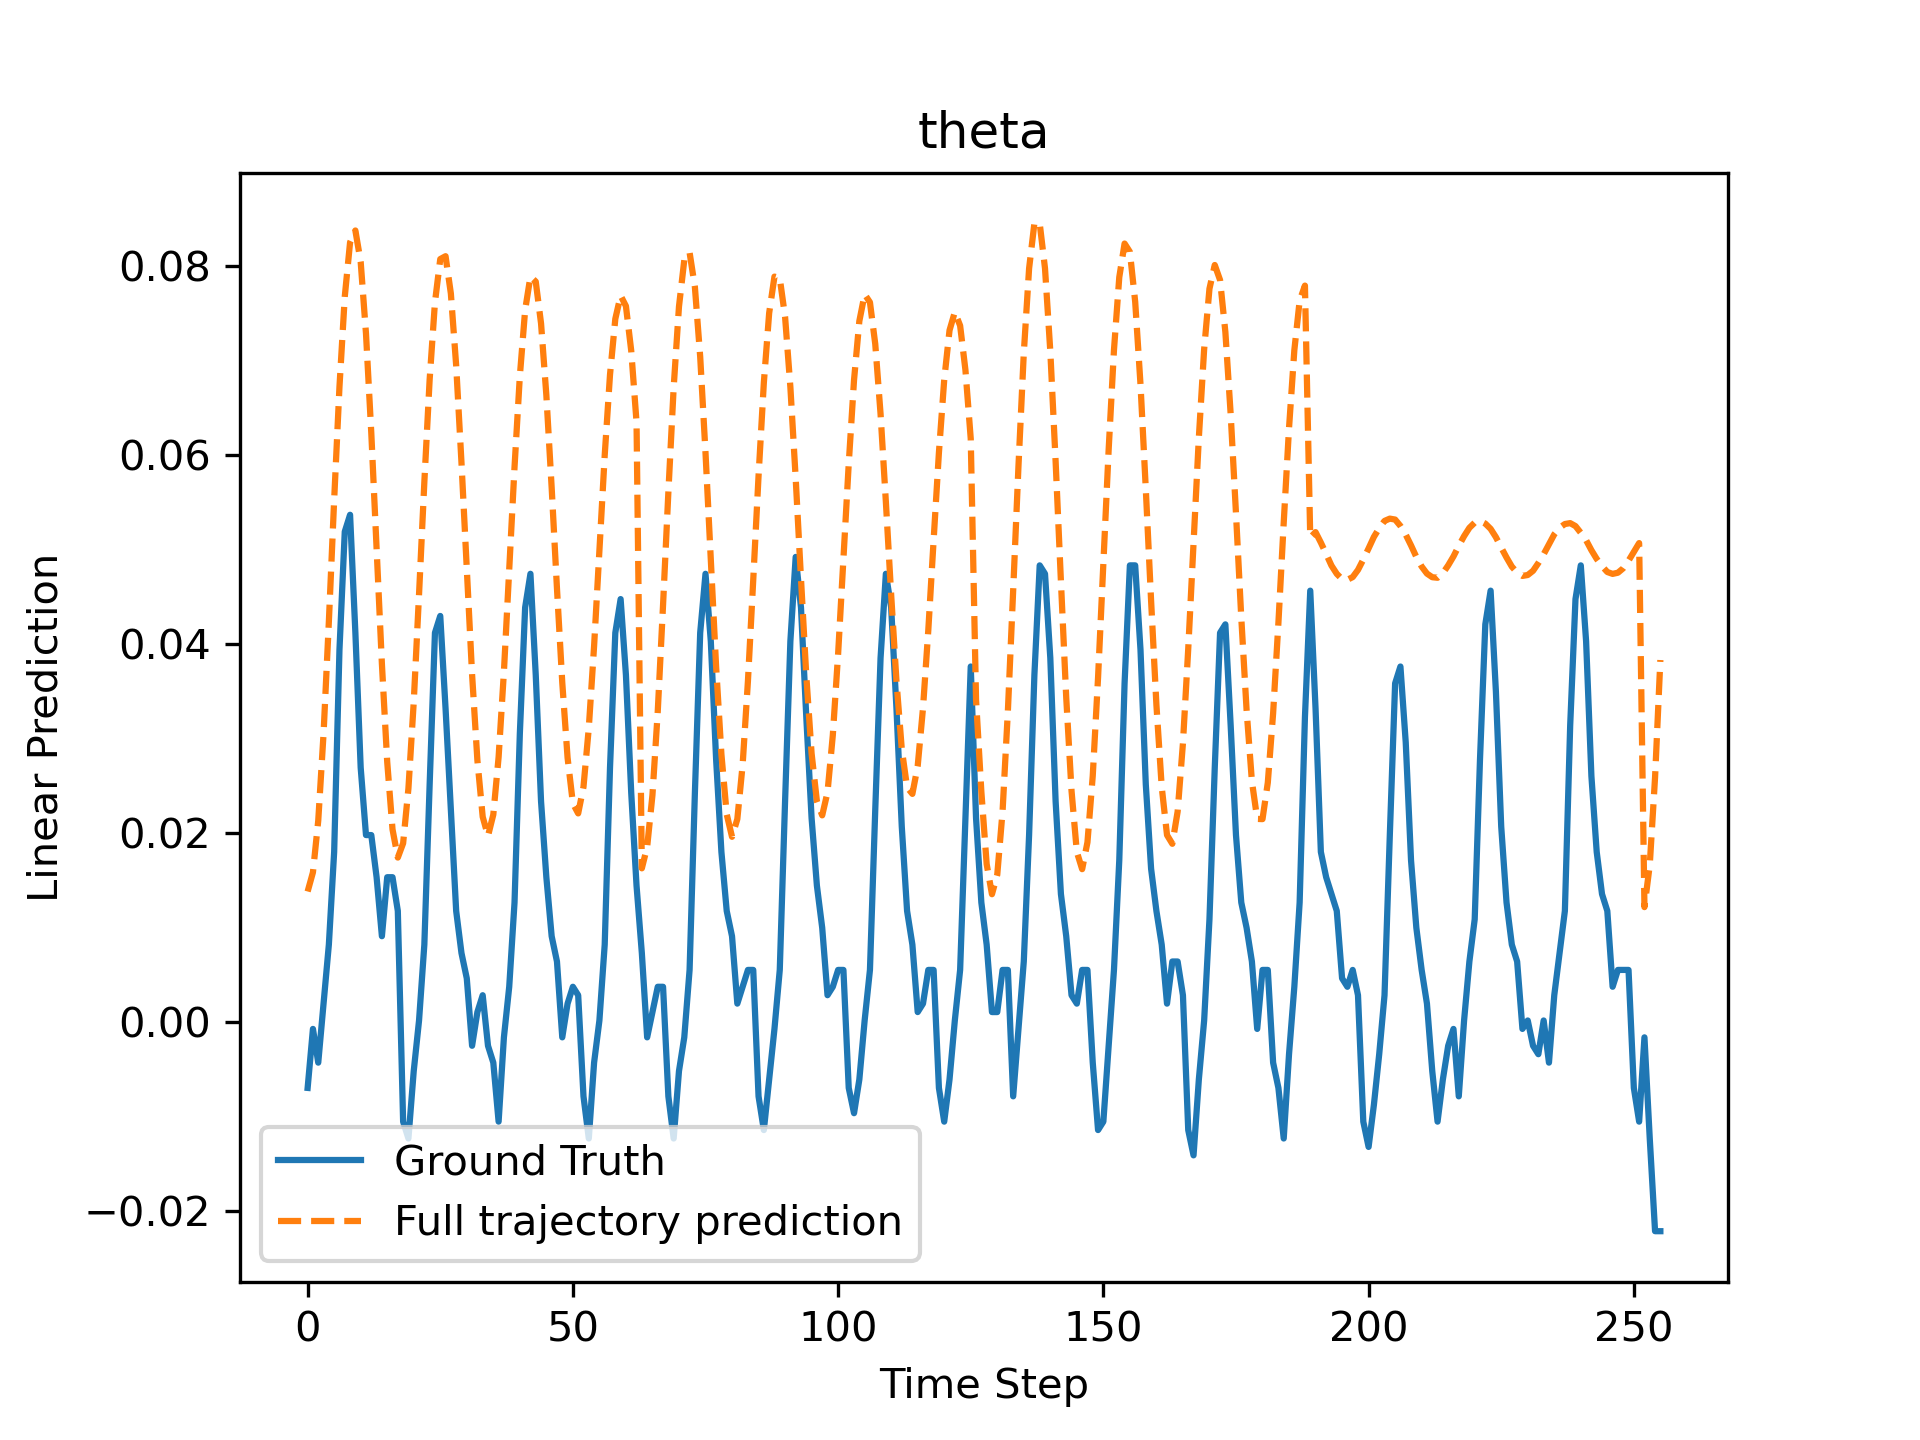 theta
Linear Prediction
0.08
0.06
0.04
0.02
0.00
−0.02
Ground Truth
Full trajectory prediction
0 50 100 150 200 250
Time Step